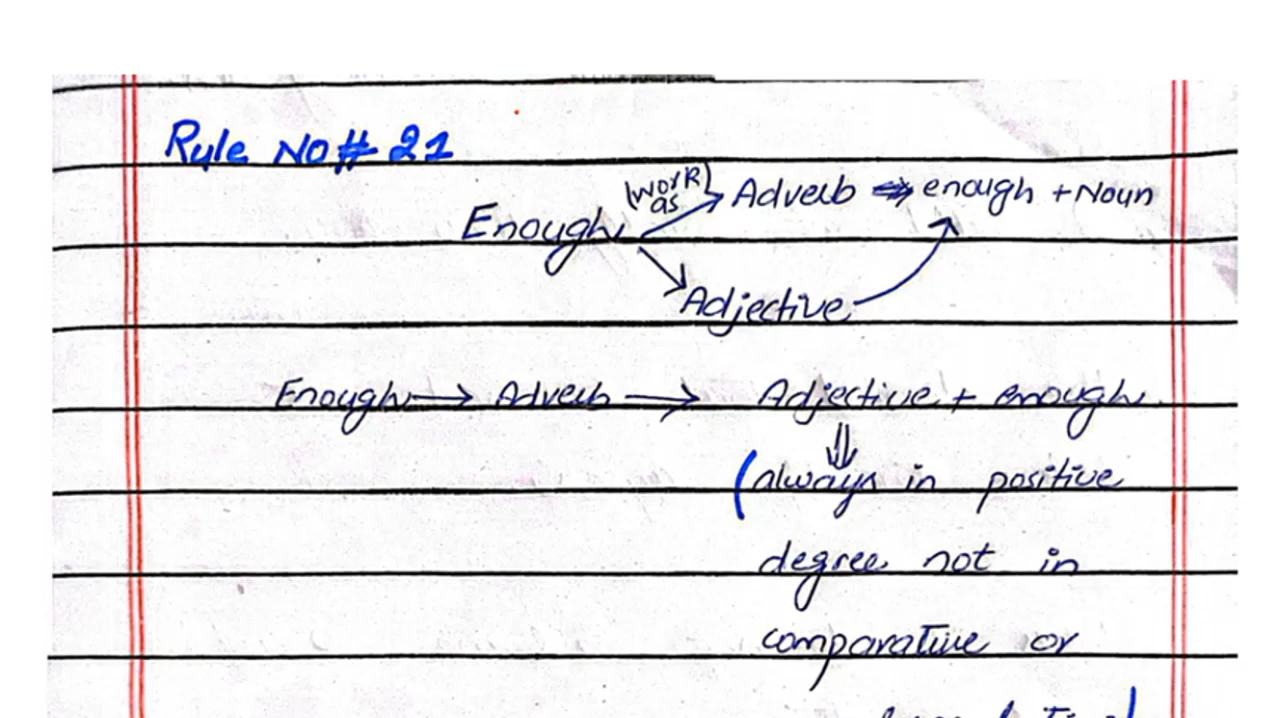 Rule NO# 21
(work as) Adverb ⇒ enough + Noun
Enough
Adjective
Enough → Adverb → Adjective + enough.
(always in positive
degree not in
comparative or